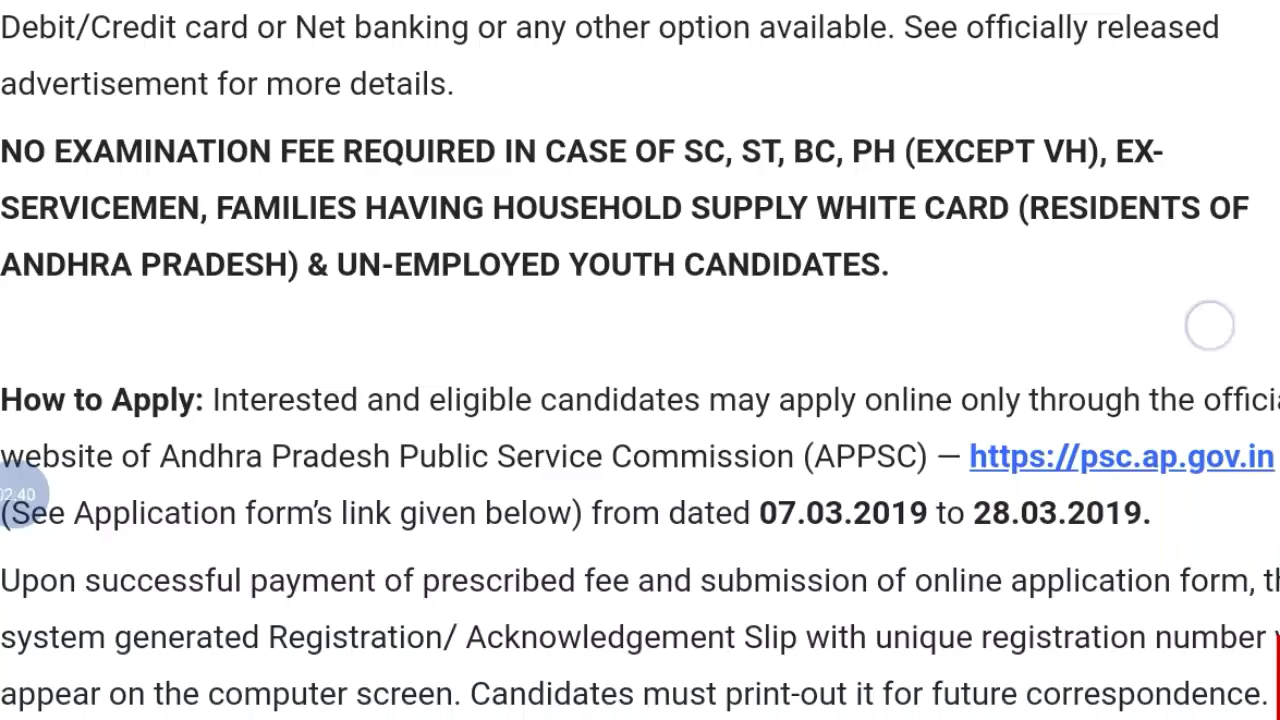 Debit/Credit card or Net banking or any other option available. See officially released
advertisement for more details.
NO EXAMINATION FEE REQUIRED IN CASE OF SC, ST, BC, PH (EXCEPT VH), EX-
SERVICEMEN, FAMILIES HAVING HOUSEHOLD SUPPLY WHITE CARD (RESIDENTS OF
ANDHRA PRADESH) & UN-EMPLOYED YOUTH CANDIDATES.
How to Apply: Interested and eligible candidates may apply online only through the
website of Andhra Pradesh Public Service Commission (APPSC) — https://psc.ap.gov.in
02.40
(See Application form’s link given below) from dated 07.03.2019 to 28.03.2019.
Upon successful payment of prescribed fee and submission of online application form,
system generated Registration/ Acknowledgement Slip with unique registration number
appear on the computer screen. Candidates must print-out it for future correspondence.